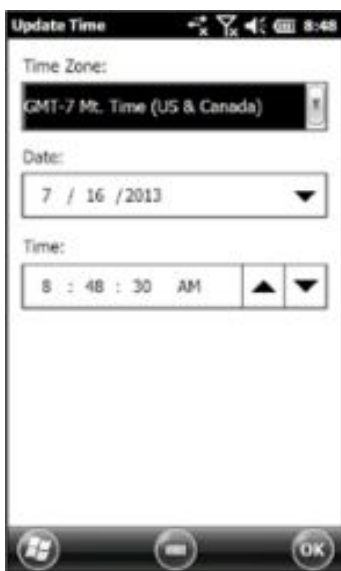 Update Time 8:48
Time Zone:
GMT-7 Mt. Time (US & Canada)
Date:
7 / 16 /2013
Time:
8 : 48 : 30 AM
OK